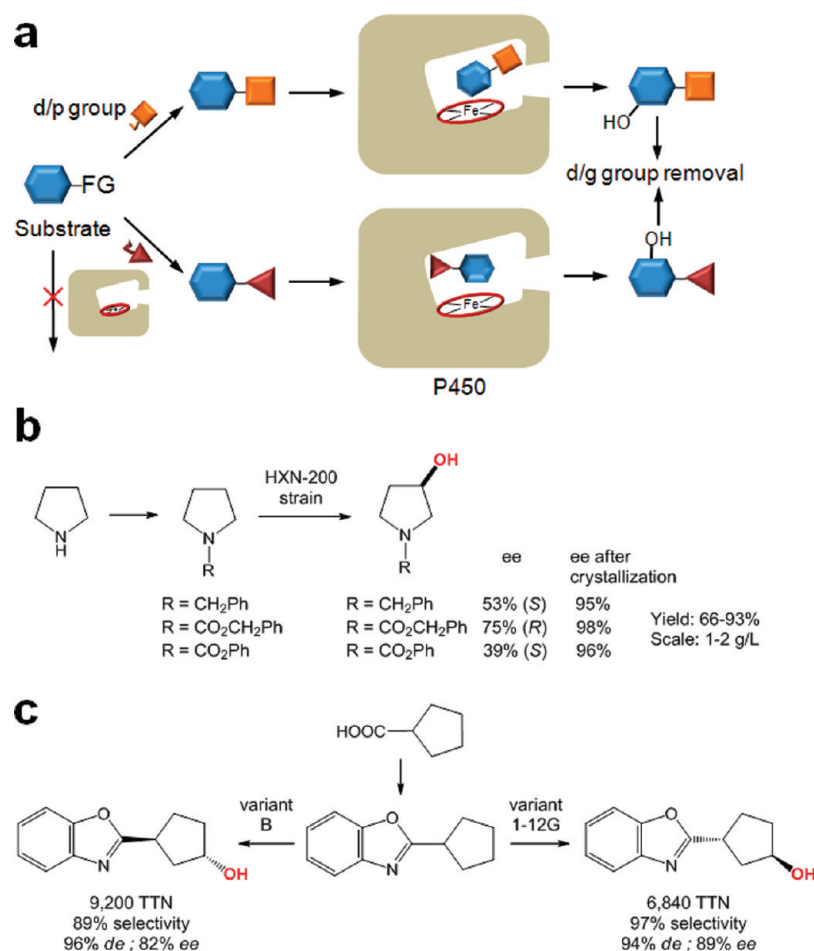 a
d/p group
FG
Substrate
Fe
HO
d/g group removal
OH
Fe
P450
b
HXN-200
strain
OH
N
H
N
R
N
R
ee
ee after
crystallization
R = CH2Ph
R = CO2CH2Ph
R = CO2Ph
R = CH2Ph 53% (S) 95%
R = CO2CH2Ph 75% (R) 98%
R = CO2Ph 39% (S) 96%
Yield: 66-93%
Scale: 1-2 g/L
c
HOOC
O
N
OH
variant
B
O
N
variant
1-12G
O
N
OH
9,200 TTN
89% selectivity
96% de ; 82% ee
6,840 TTN
97% selectivity
94% de ; 89% ee